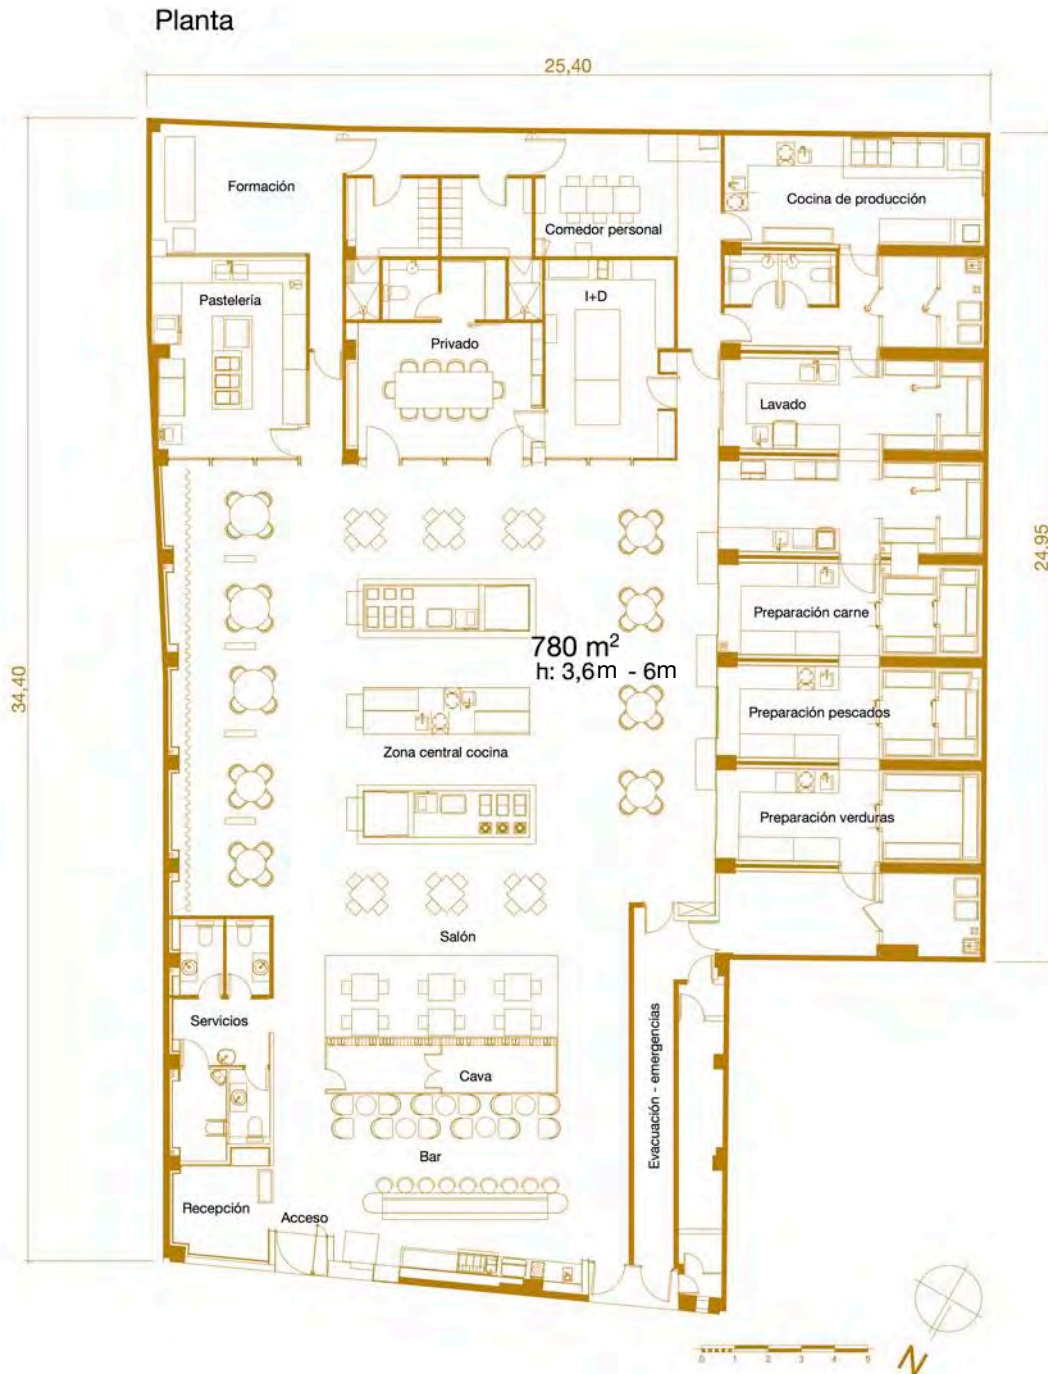 Planta
25,40
Formación
Cocina de producción
Comedor personal
Pastelería
I+D
Privado
Lavado
34,40
24,95
780 m²
h: 3,6m - 6m
Preparación carne
Preparación pescados
Zona central cocina
Preparación verduras
Salón
Servicios
Cava
Evacuación - emergencias
Bar
Recepción
Acceso
0 1 2 3 4 5
N